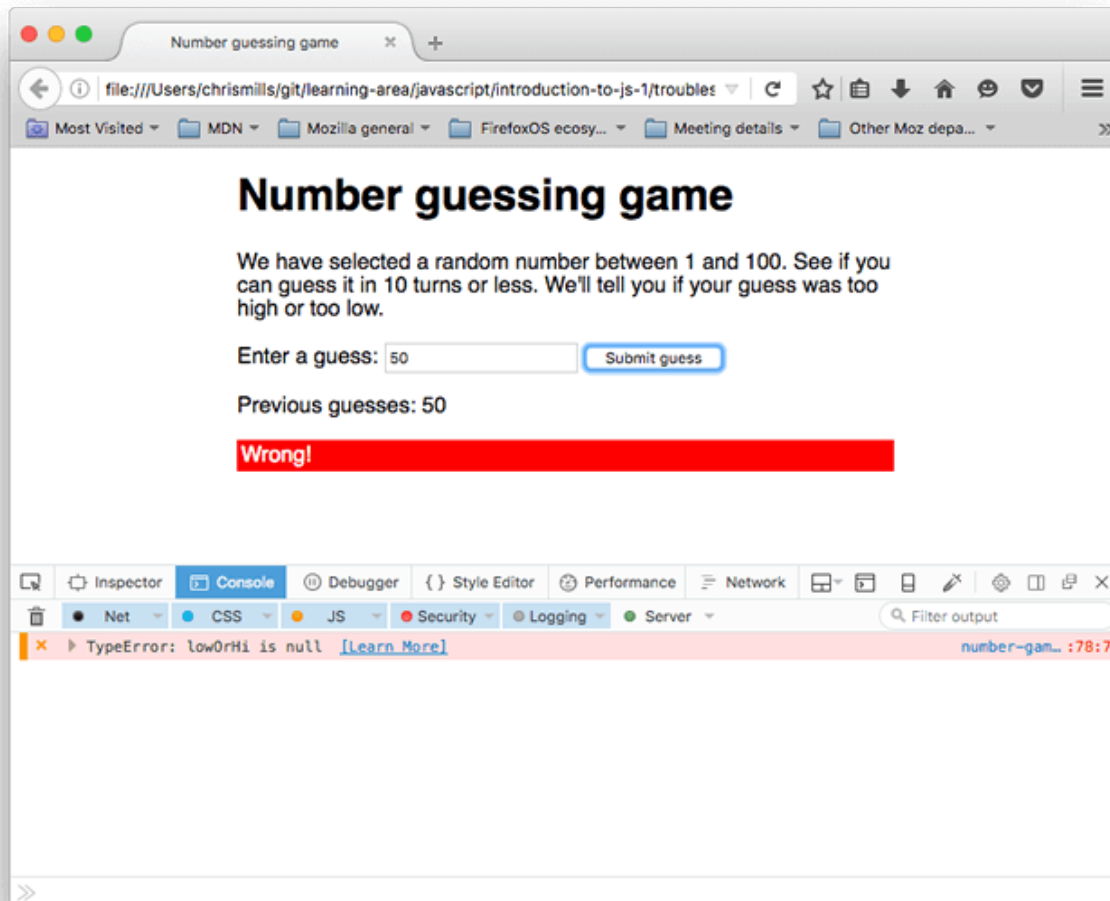 Number guessing game
file:///Users/chrismills/git/learning-area/javascript/introduction-to-js-1/troubles
Most Visited MDN Mozilla general FirefoxOS ecosy... Meeting details Other Moz depa...
Number guessing game
We have selected a random number between 1 and 100. See if you
can guess it in 10 turns or less. We'll tell you if your guess was too
high or too low.
Enter a guess: 50 Submit guess
Previous guesses: 50
Wrong!
Inspector Console Debugger { } Style Editor Performance Network
Net CSS JS Security Logging Server Filter output
TypeError: lowOrHi is null [Learn More] number-gam… :78:7